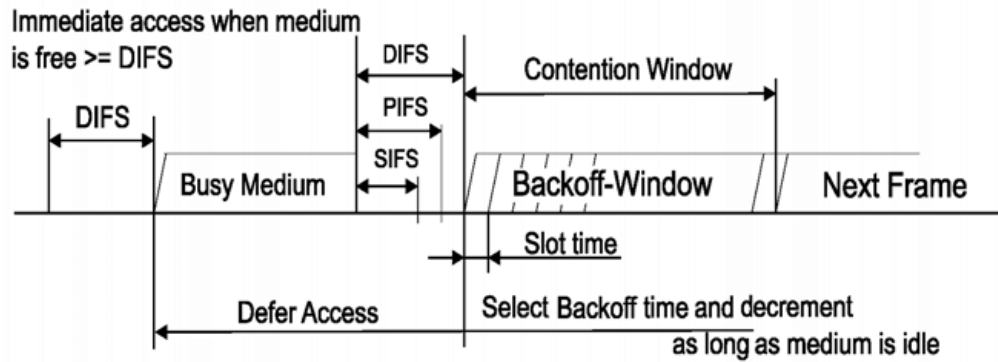 Immediate access when medium
is free >= DIFS
DIFS
DIFS
PIFS
SIFS
Contention Window
Busy Medium
Backoff-Window
Next Frame
Slot time
Defer Access
Select Backoff time and decrement
as long as medium is idle